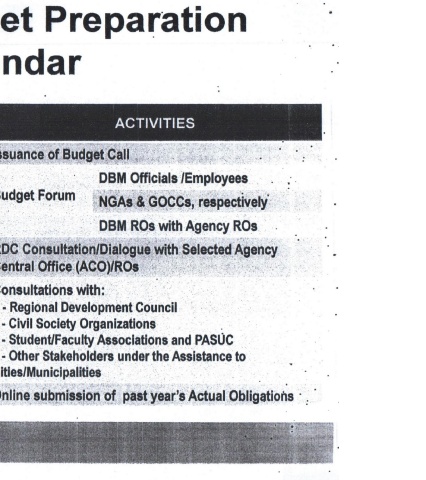 et Preparation
ndar
ACTIVITIES
ssuance of Budget Call
DBM Officials /Employees
udget Forum
NGAs & GOCCs, respectively
DBM ROs with Agency ROs
DC Consultation/Dialogue with Selected Agency
entral Office (ACO)/ROs
onsultations with:
- Regional Development Council
- Civil Society Organizations
- Student/Faculty Associations and PASUC
- Other Stakeholders under the Assistance to
ities/Municipalities
nline submission of past year's Actual Obligations